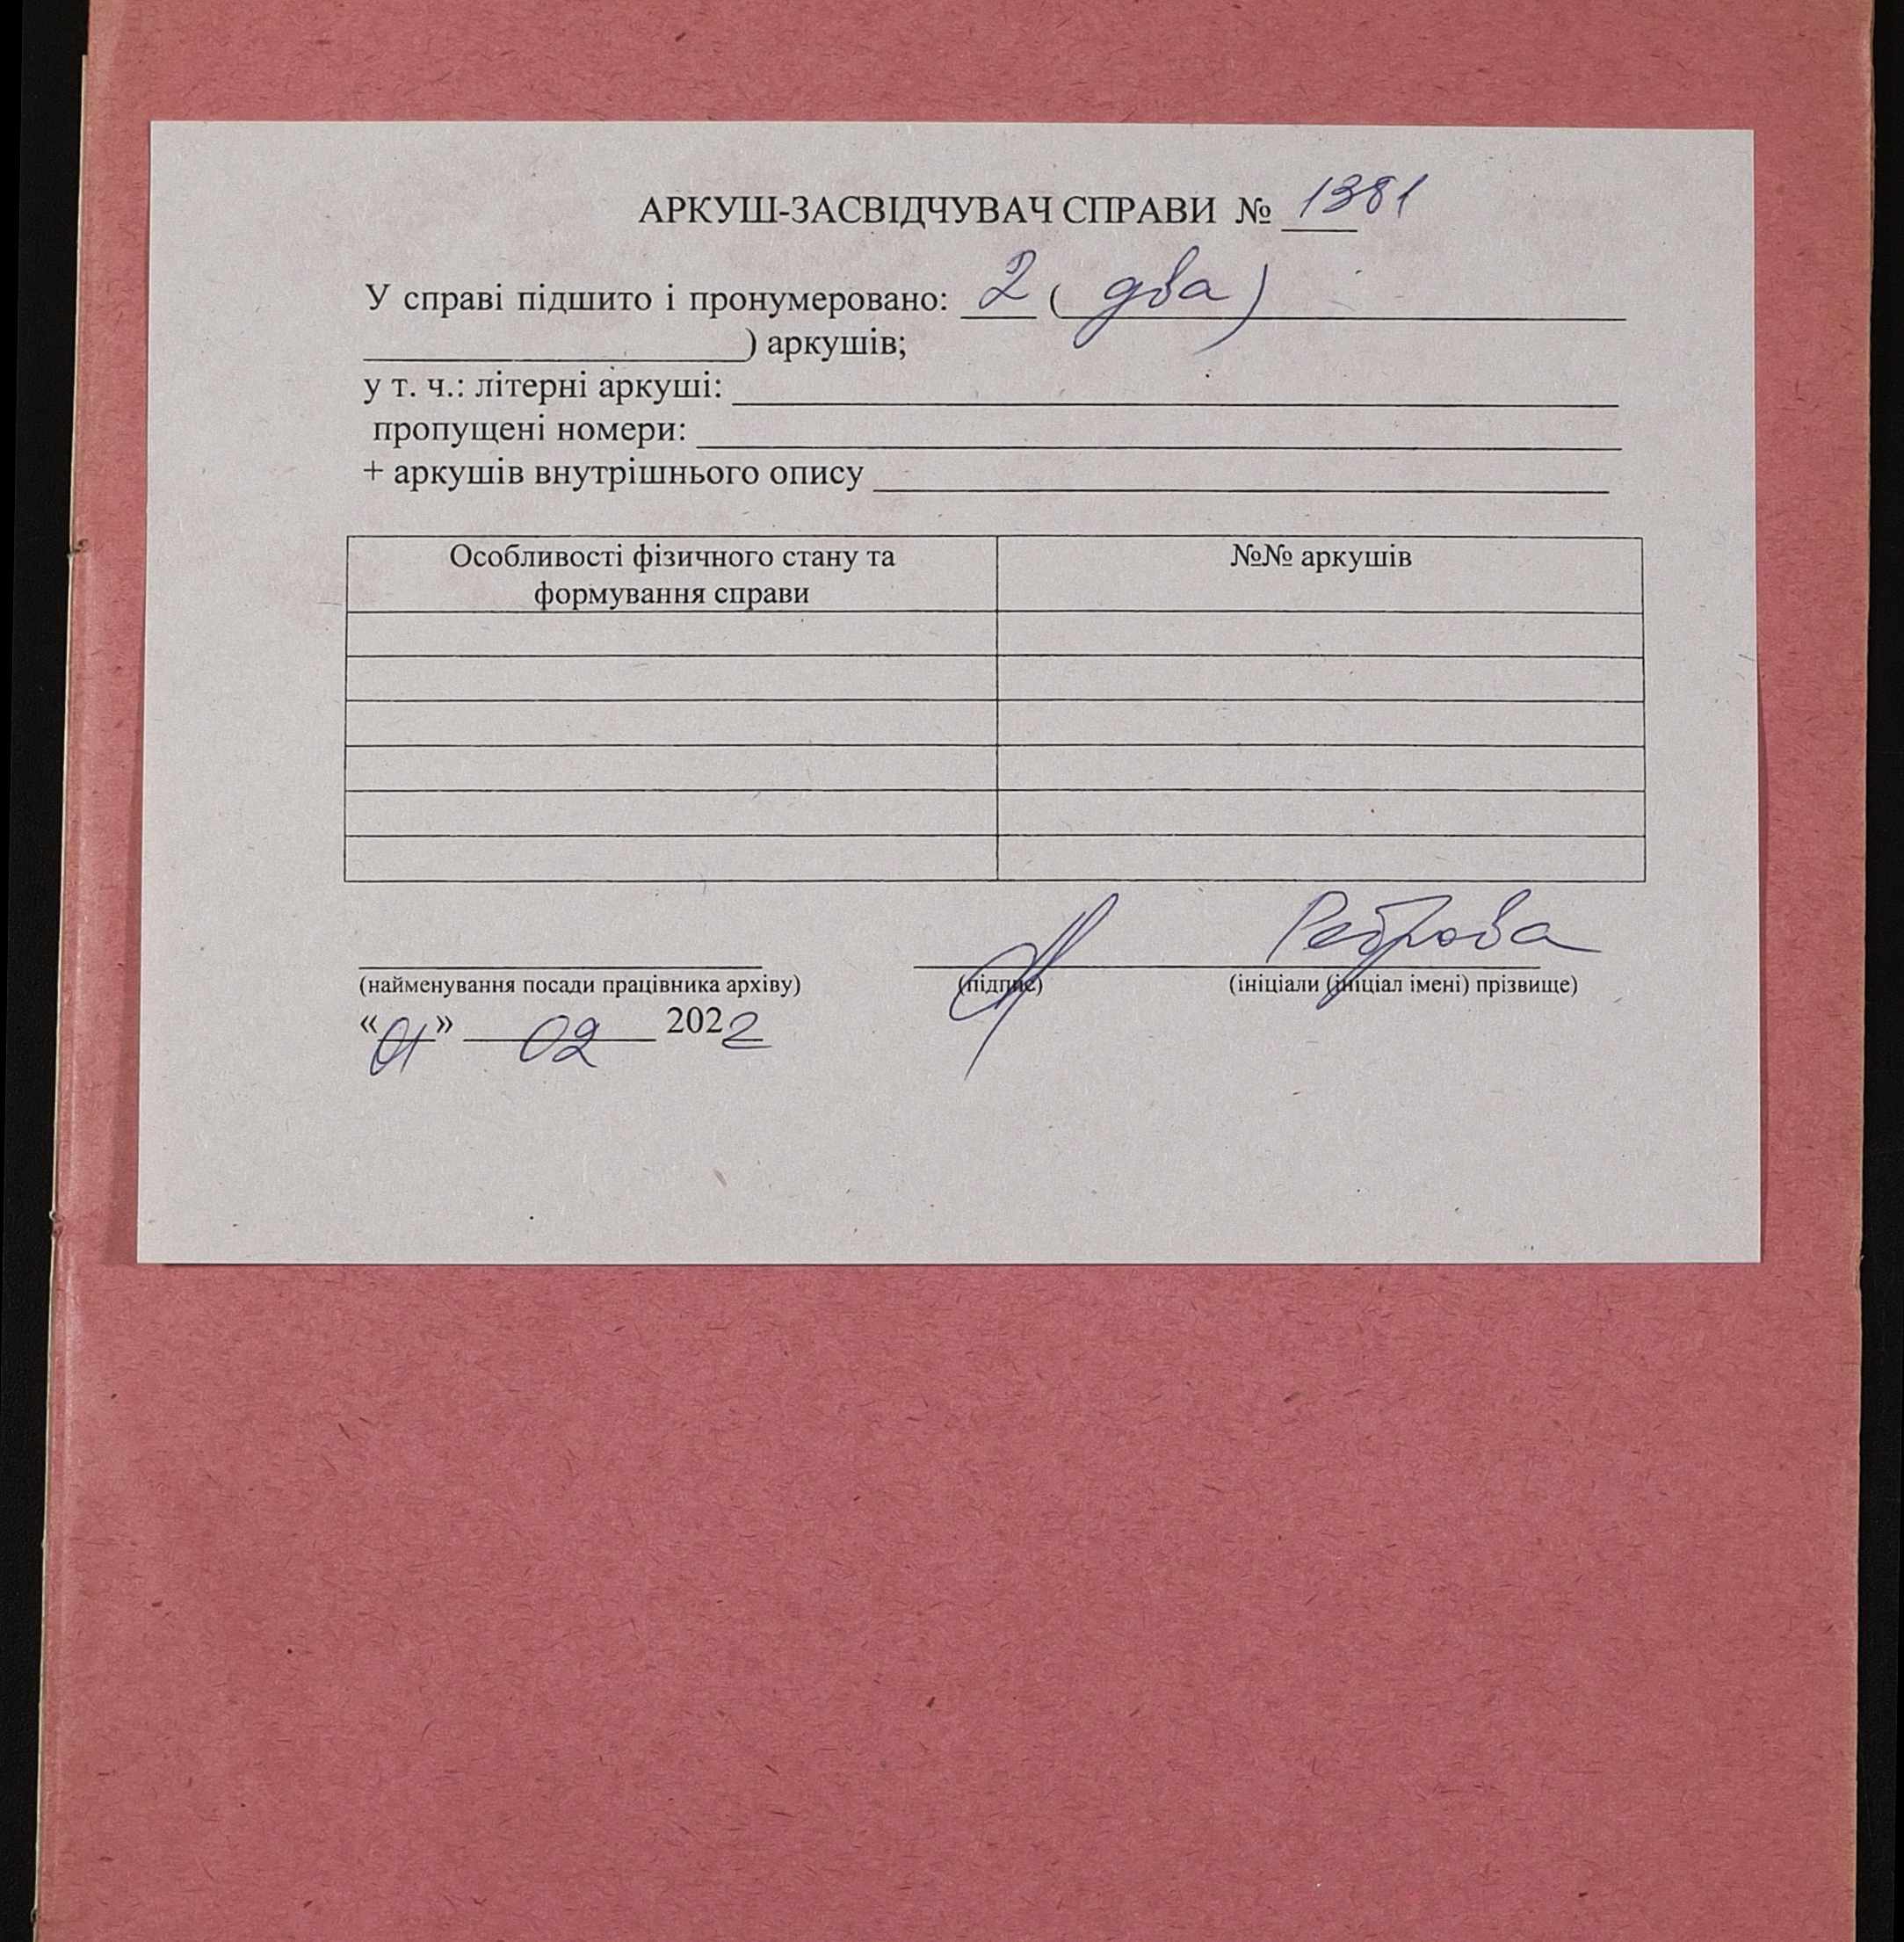 АРКУШ-ЗАСВІДЧУВАЧ СПРАВИ № 1381
У справі підшито і пронумеровано: 2 ( два )
) аркушів;
у т. ч.: літерні аркуші:
пропущені номери:
+ аркушів внутрішнього опису
Особливості фізичного стану та формування справи
№№ аркушів
Реброва
(найменування посади працівника архіву) (підпис) (ініціали (ініціал імені) прізвище)
«01» 02 2022